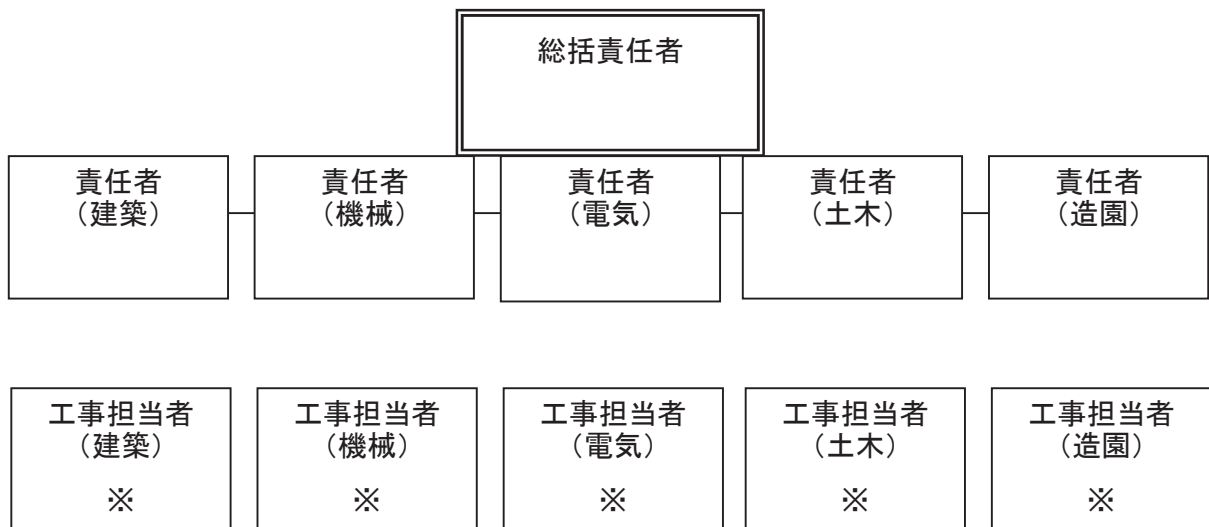 総括責任者
責任者
(建築)
責任者
(機械)
責任者
(電気)
責任者
(土木)
責任者
(造園)
工事担当者
(建築)
※
工事担当者
(機械)
※
工事担当者
(電気)
※
工事担当者
(土木)
※
工事担当者
(造園)
※